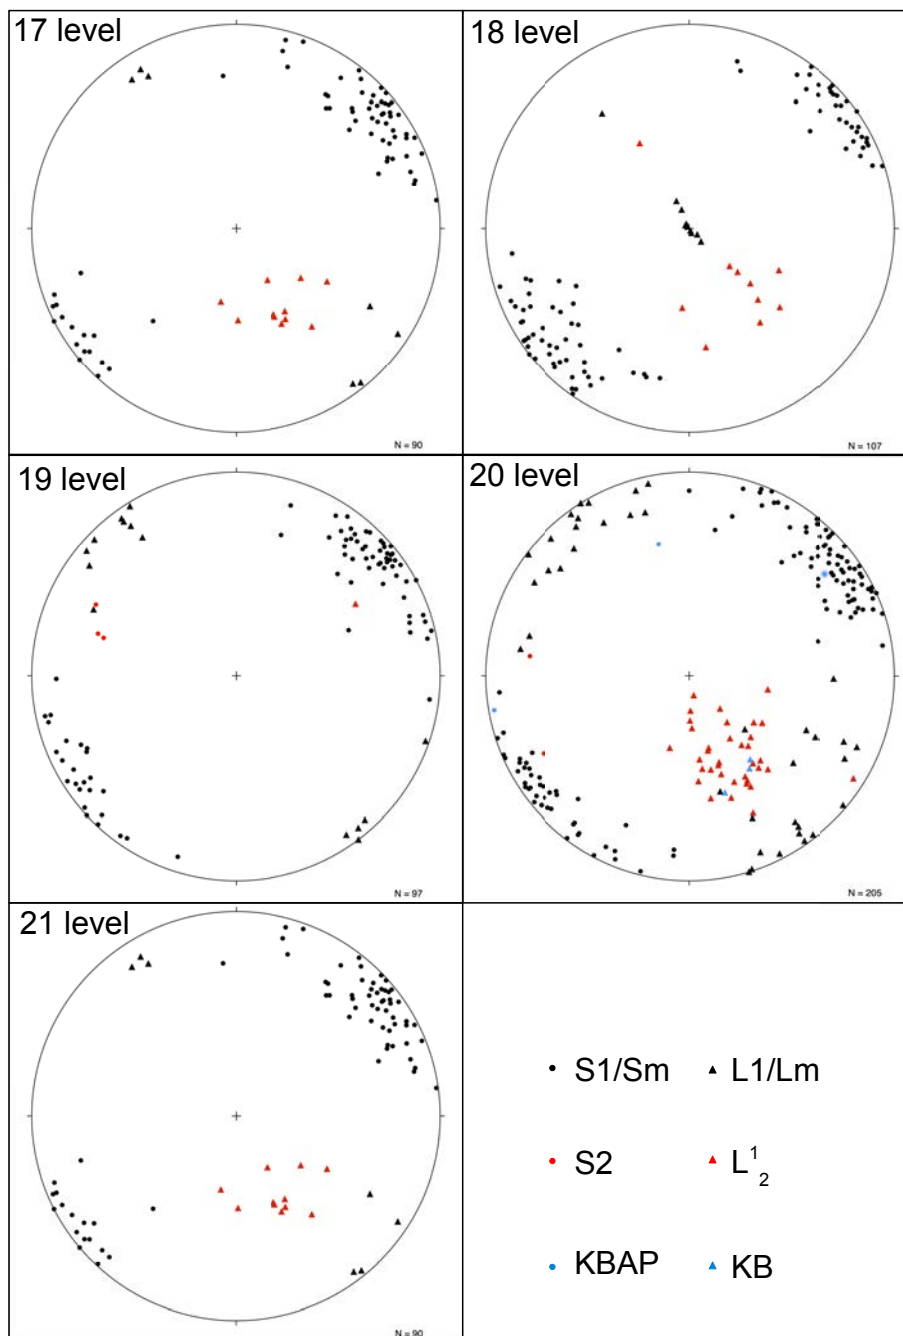 17 level
N = 90
18 level
N = 107
19 level
N = 97
20 level
N = 205
21 level
N = 90
S1/Sm
L1/Lm
S2
L¹₂
KBAP
KB